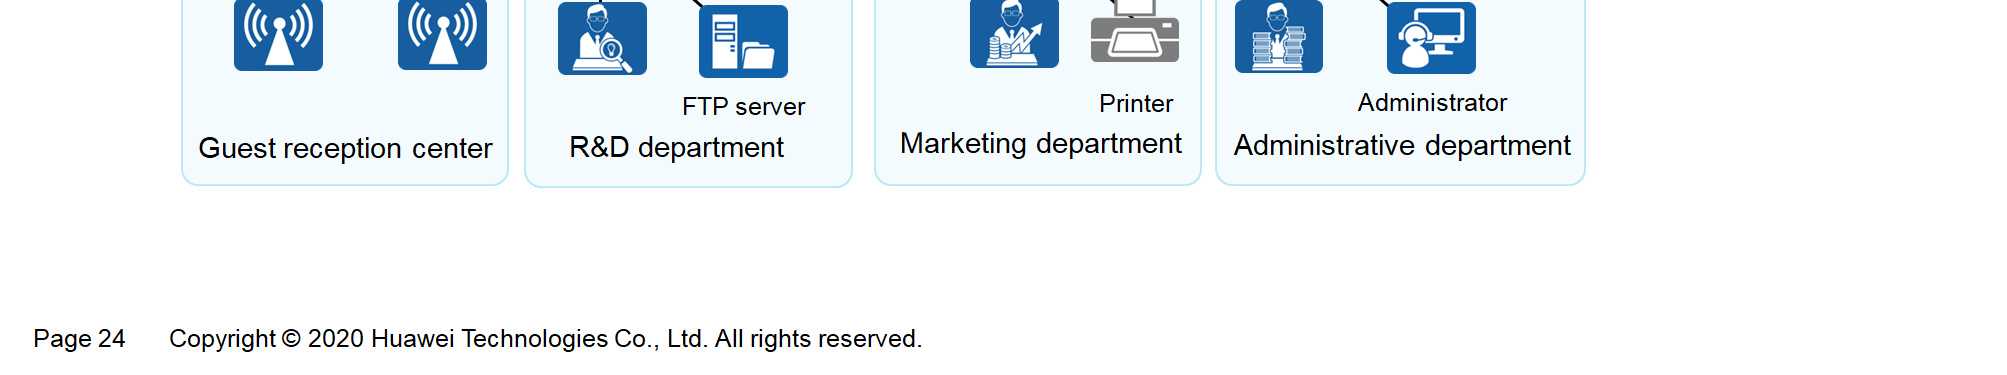 FTP server
Printer
Administrator
Guest reception center
R&D department
Marketing department
Administrative department
Page 24
Copyright © 2020 Huawei Technologies Co., Ltd. All rights reserved.